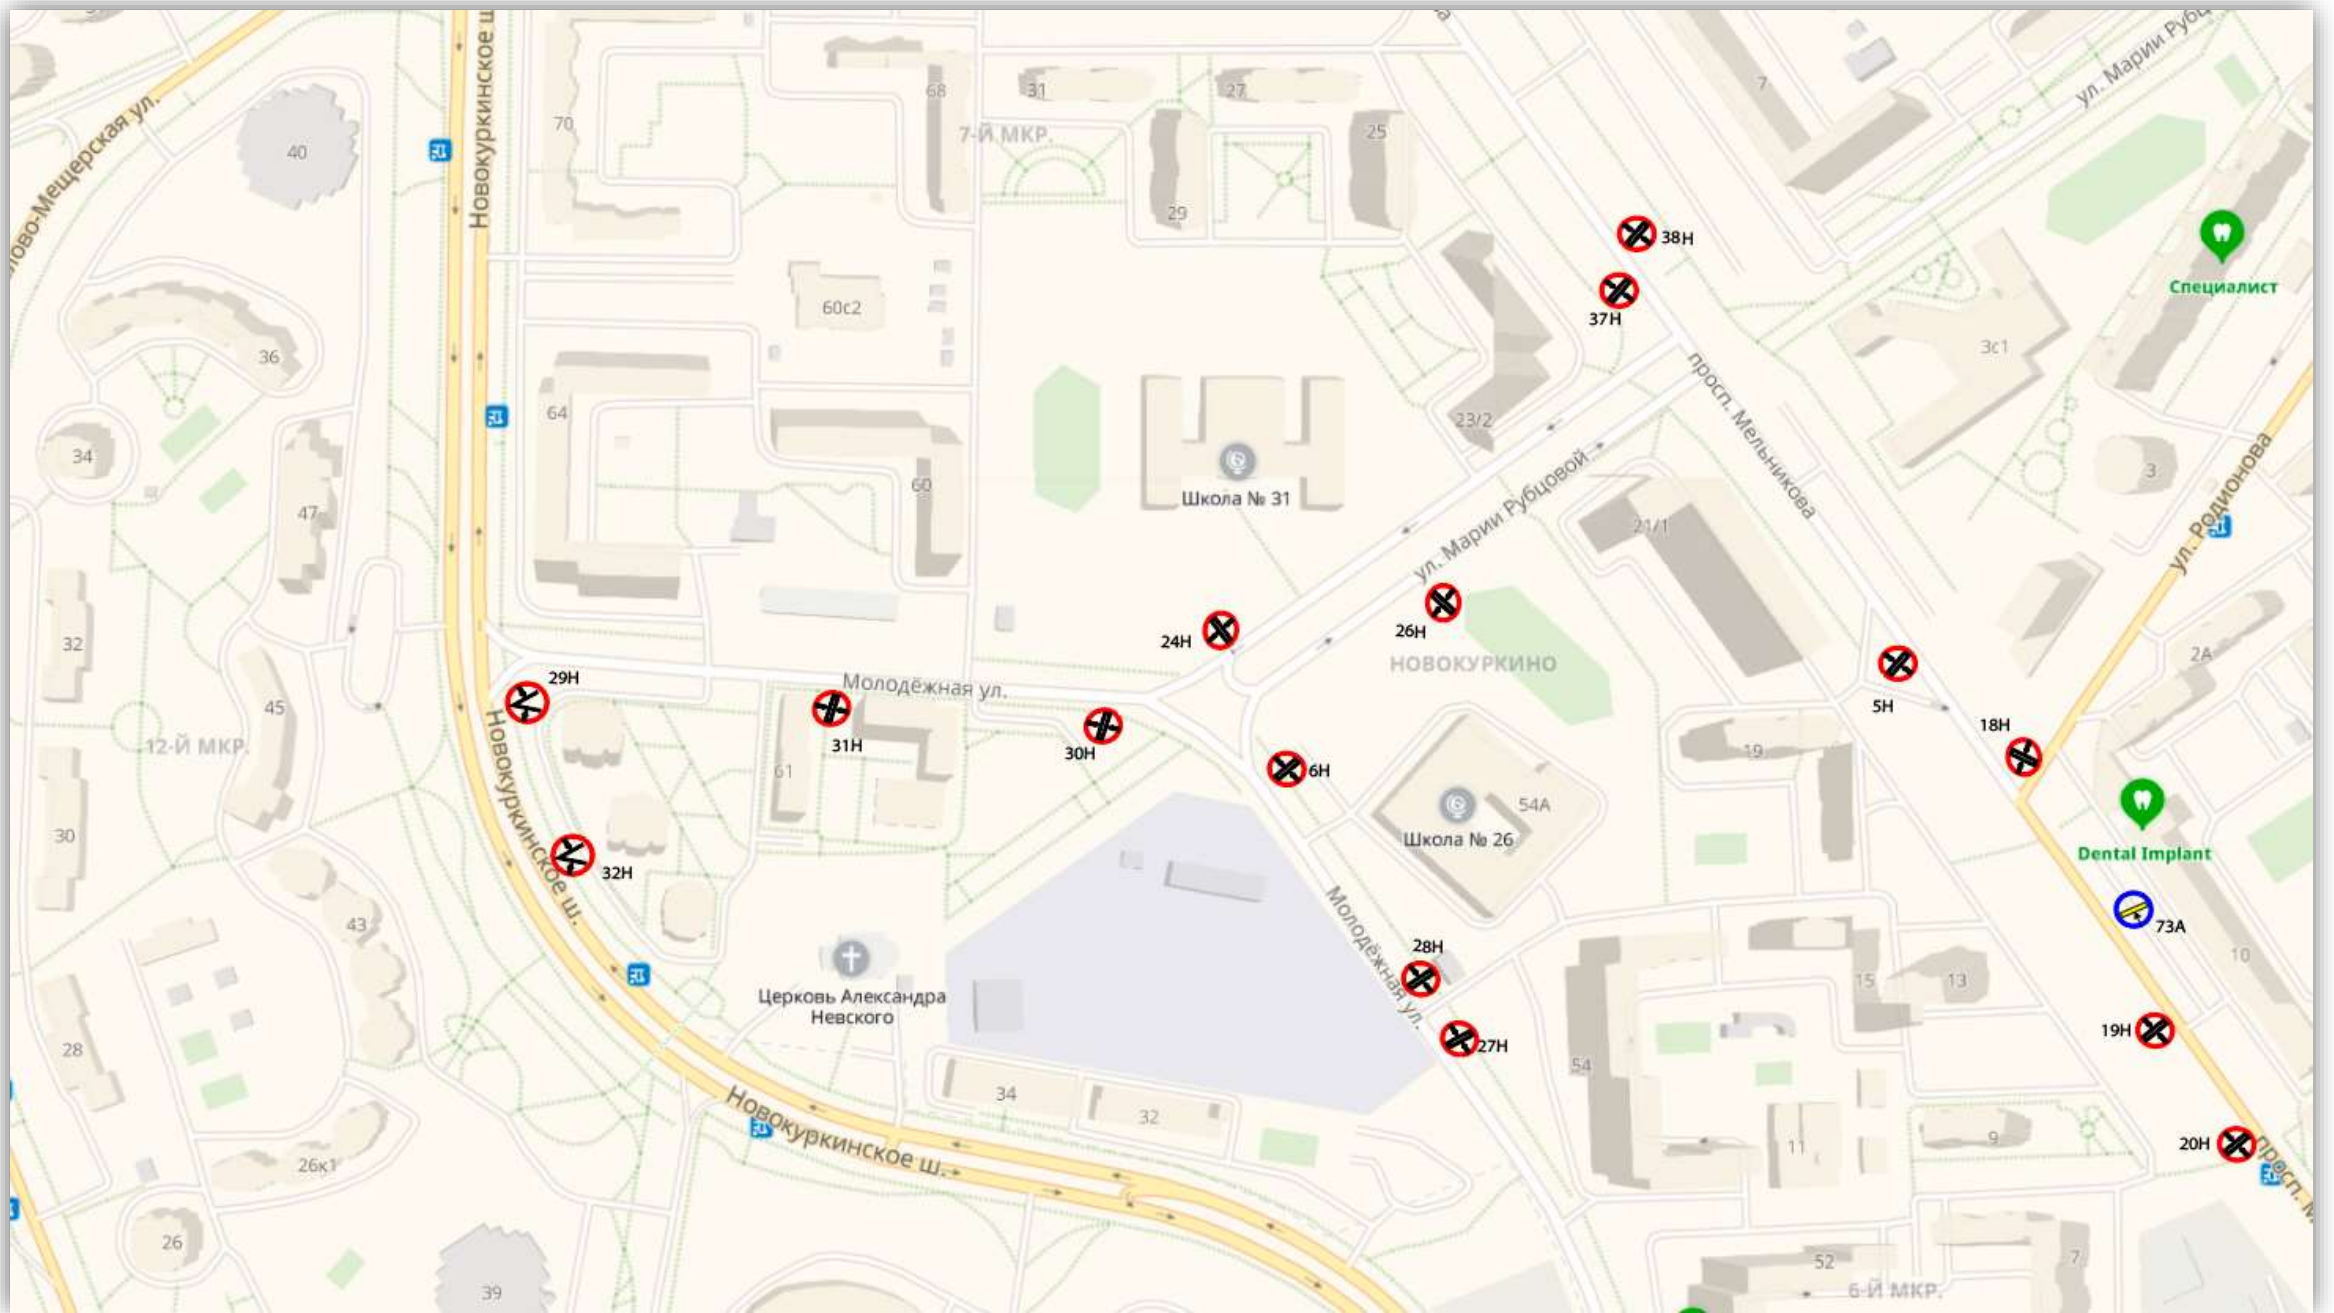 Новокуркинское ш.
ул. Марии Рубц
40
70
68
31
27
7
7-Й МКР.
25
29
38Н
37Н
Специалист
60с2
36
3с1
просп. Мельникова
64
34
23/2
60
47
Школа № 31
3
ул. Родионова
21/1
ул. Марии Рубцовой
24Н
26Н
32
НОВОКУРКИНО
2А
29Н
Молодёжная ул.
45
5Н
18Н
12-Й МКР.
31Н
30Н
19
61
6Н
54А
30
Школа № 26
Dental Implant
32Н
Новокуркинское ш.
43
73А
28Н
Молодёжная ул.
10
15
13
Церковь Александра
Невского
28
19Н
27Н
54
34
32
Новокуркинское ш.
9
11
20Н
просп. М
26к1
26
39
52
7
6-Й МКР.